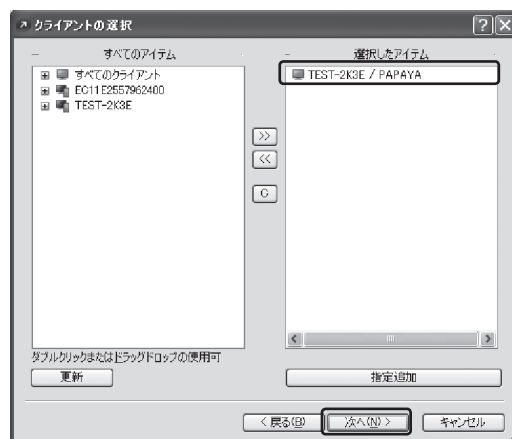 クライアントの選択
すべてのアイテム
選択したアイテム
すべてのクライアント
EC11E2557962400
TEST-2K3E
TEST-2K3E / PAPAYA
>>
<<
C
ダブルクリックまたはドラッグドロップの使用可
更新
指定追加
< 戻る(B)
次へ(N) >
キャンセル